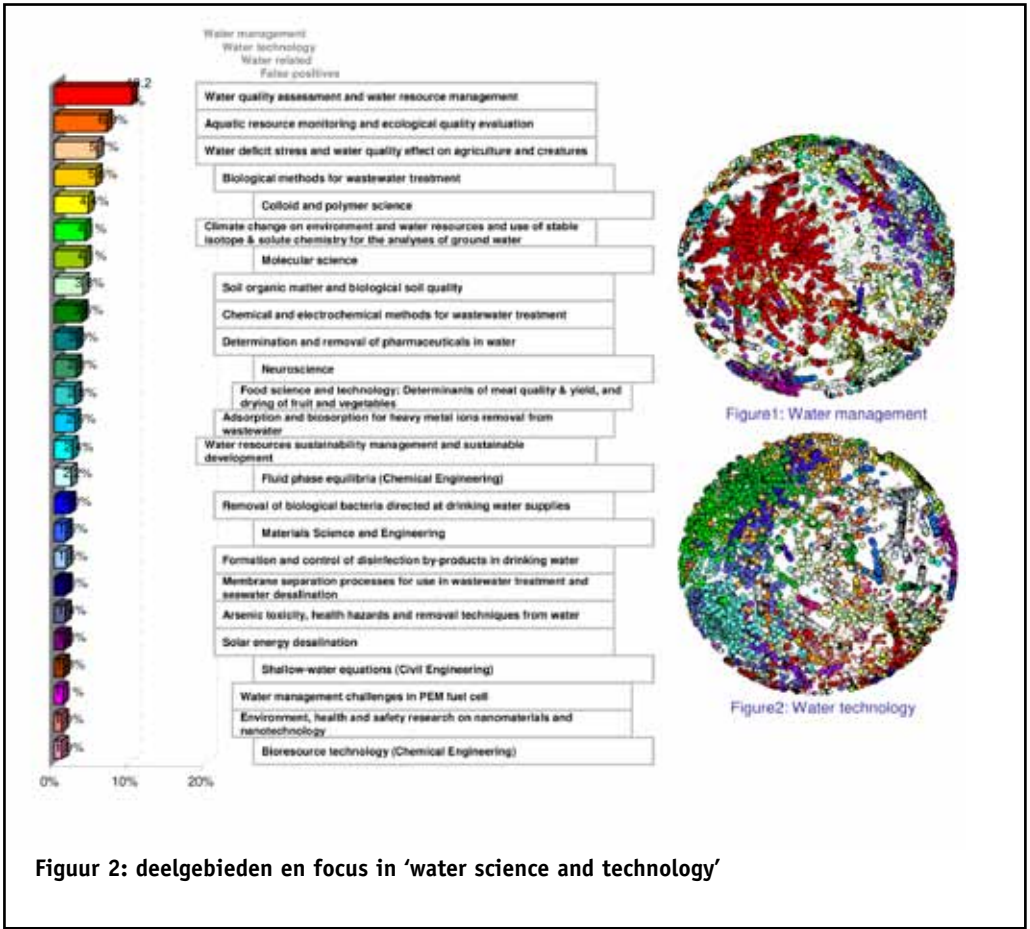 Water management
Water technology
Water related
False positives
Water quality assessment and water resource management
Aquatic resource monitoring and ecological quality evaluation
Water deficit stress and water quality effect on agriculture and creatures
Biological methods for wastewater treatment
Colloid and polymer science
Climate change on environment and water resources and use of stable
isotope & solute chemistry for the analyses of ground water
Molecular science
Soil organic matter and biological soil quality
Chemical and electrochemical methods for wastewater treatment
Determination and removal of pharmaceuticals in water
Neuroscience
Food science and technology: Determinants of meat quality & yield, and
drying of fruit and vegetables
Adsorption and biosorption for heavy metal ions removal from
wastewater
Water resources sustainability management and sustainable
development
Fluid phase equilibria (Chemical Engineering)
Removal of biological bacteria directed at drinking water supplies
Materials Science and Engineering
Formation and control of disinfection by-products in drinking water
Membrane separation processes for use in wastewater treatment and
seawater desalination
Arsenic toxicity, health hazards and removal techniques from water
Solar energy desalination
Shallow-water equations (Civil Engineering)
Water management challenges in PEM fuel cell
Environment, health and safety research on nanomaterials and
nanotechnology
Bioresource technology (Chemical Engineering)
0% 10% 20%
Figure1: Water management
Figure2: Water technology
Figuur 2: deelgebieden en focus in ‘water science and technology’